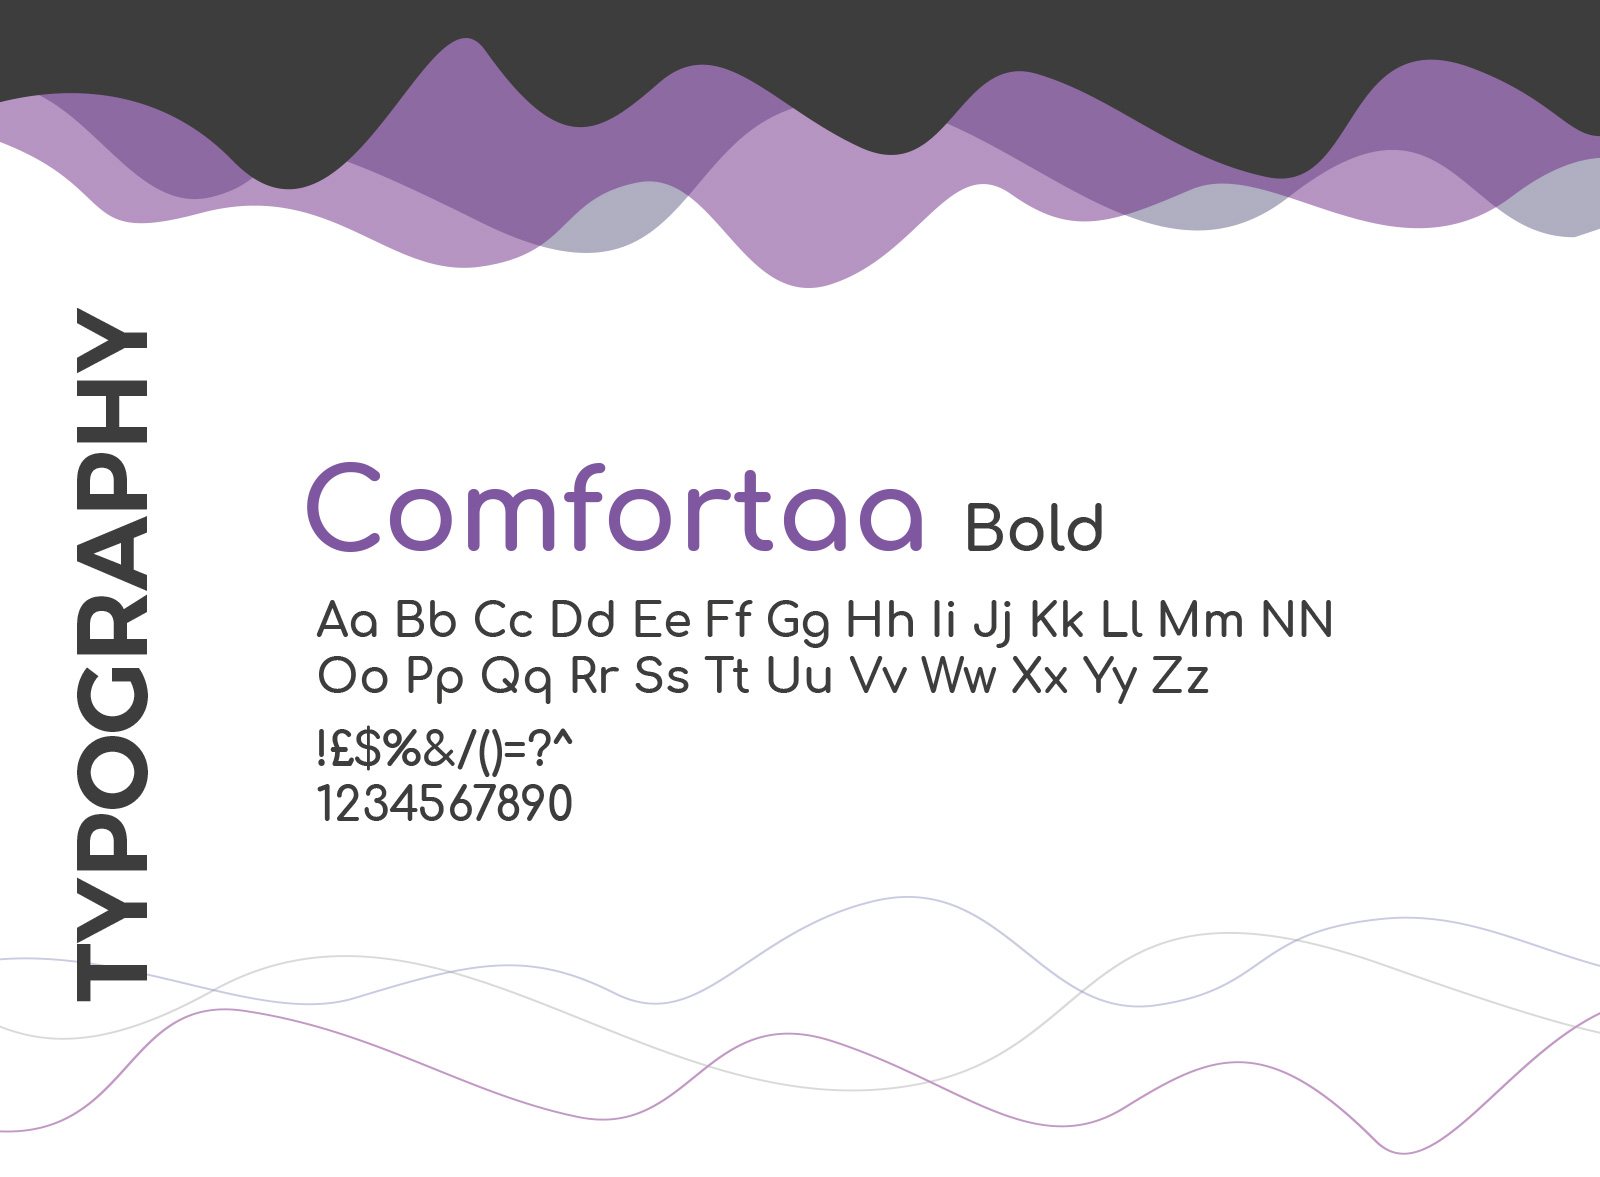 TYPOGRAPHY
Comfortaa Bold
Aa Bb Cc Dd Ee Ff Gg Hh Ii Jj Kk Ll Mm NN
Oo Pp Qq Rr Ss Tt Uu Vv Ww Xx Yy Zz
!£$%&/()=?^
1234567890